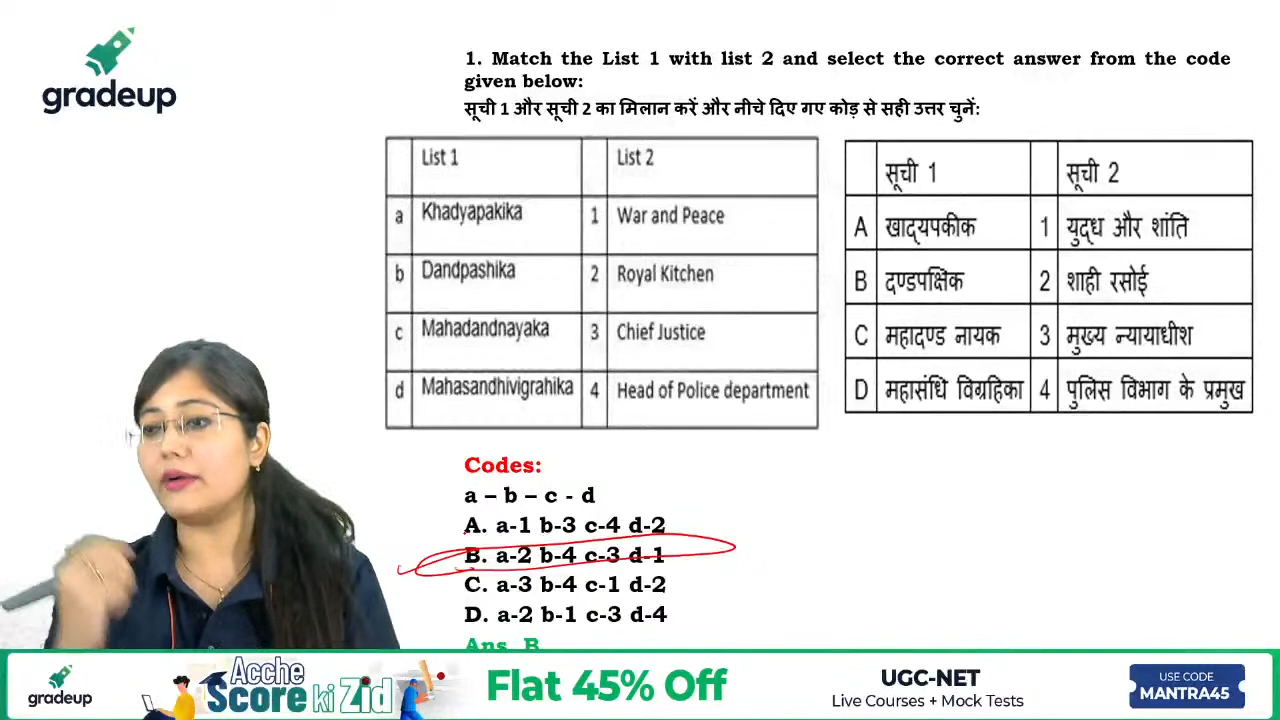 gradeup
1. Match the List 1 with list 2 and select the correct answer from the code
given below:
सूची 1 और सूची 2 का मिलान करें और नीचे दिए गए कोड़ से सही उत्तर चुनें:
List 1 List 2
a Khadyapakika 1 War and Peace
b Dandpashika 2 Royal Kitchen
c Mahadandnayaka 3 Chief Justice
d Mahasandhivigrahika 4 Head of Police department
सूची 1 सूची 2
A खाद्यपकीक 1 युद्ध और शांति
B दण्डपक्षिक 2 शाही रसोई
C महादण्ड नायक 3 मुख्य न्यायाधीश
D महासंधि विग्रहिका 4 पुलिस विभाग के प्रमुख
Codes:
a – b – c - d
A. a-1 b-3 c-4 d-2
B. a-2 b-4 c-3 d-1
C. a-3 b-4 c-1 d-2
D. a-2 b-1 c-3 d-4
Ans. B
gradeup
Acche
Score ki Zid
Flat 45% Off
UGC-NET
Live Courses + Mock Tests
USE CODE
MANTRA45